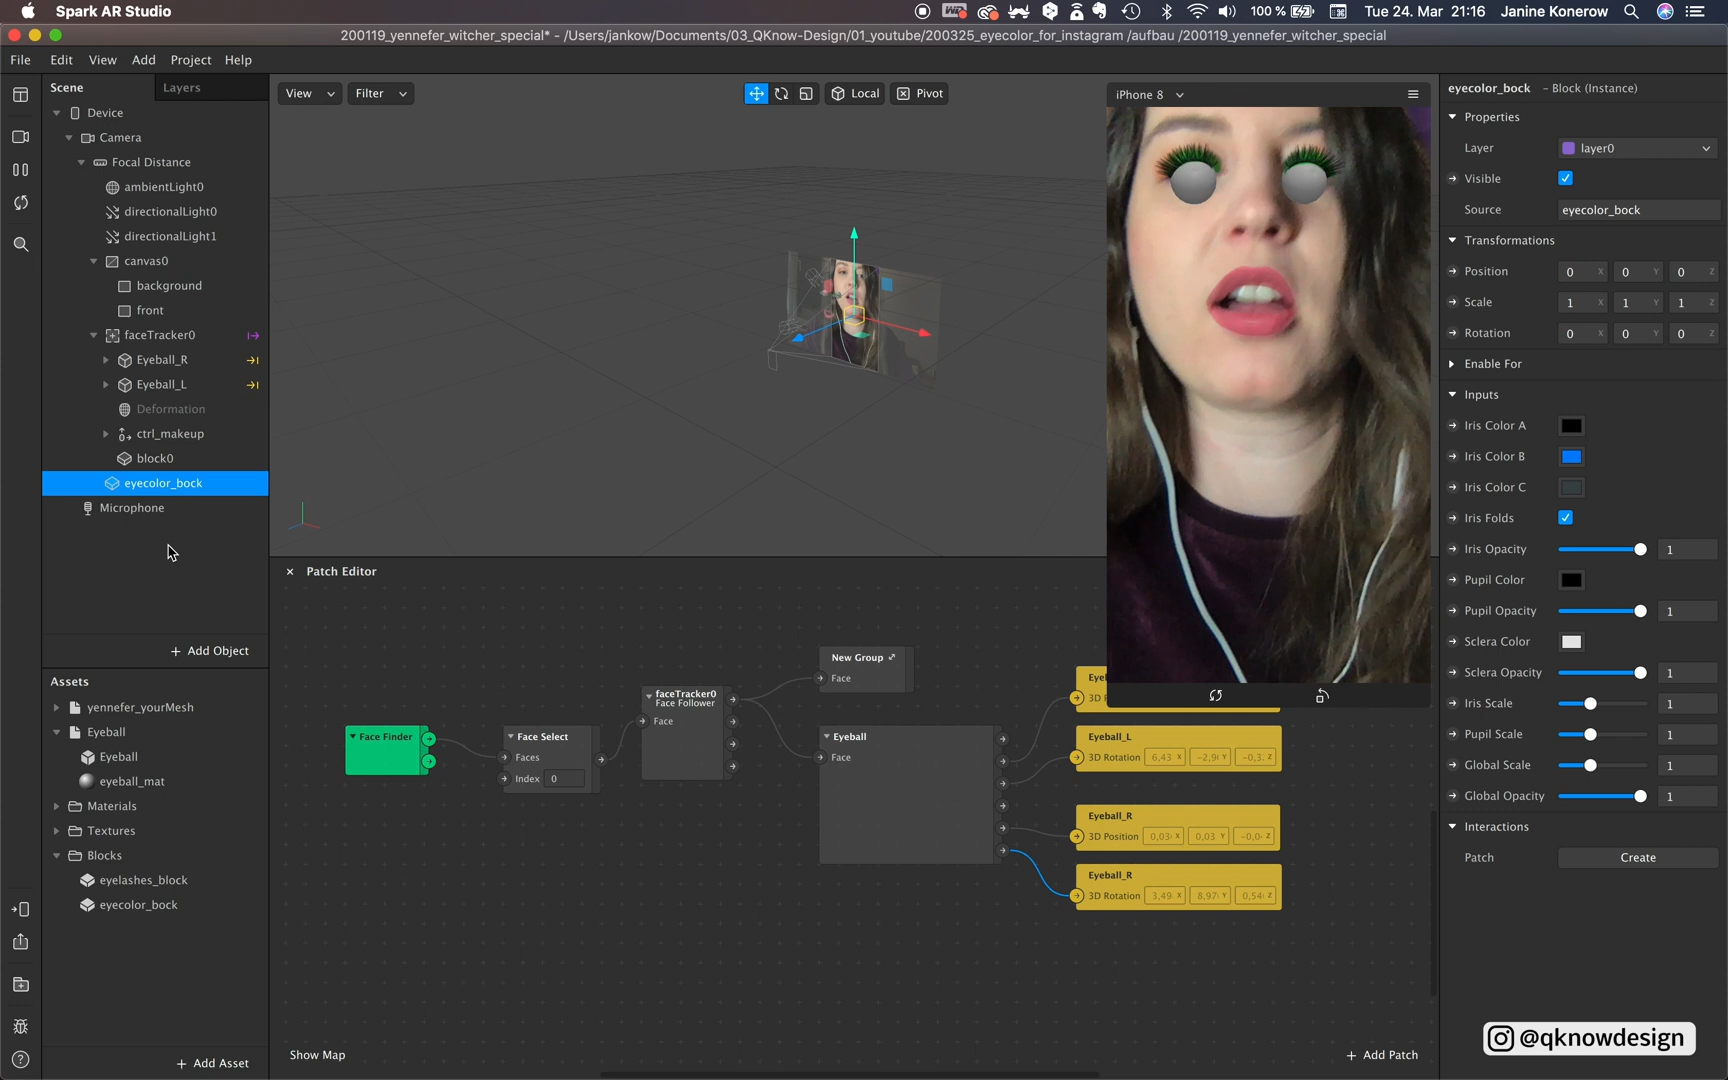 Spark AR Studio
100 %
Tue 24. Mar 21:16
Janine Konerow
200119_yennefer_witcher_special* - /Users/jankow/Documents/03_QKnow-Design/01_youtube/200325_eyecolor_for_instagram /aufbau /200119_yennefer_witcher_special
File Edit View Add Project Help
Scene
Layers
Device
Camera
Focal Distance
ambientLight0
directionalLight0
directionalLight1
canvas0
background
front
faceTracker0
Eyeball_R
Eyeball_L
Deformation
ctrl_makeup
block0
eyecolor_bock
Microphone
+ Add Object
Assets
yennefer_yourMesh
Eyeball
Eyeball
eyeball_mat
Materials
Textures
Blocks
eyelashes_block
eyecolor_bock
+ Add Asset
View
Filter
Local
Pivot
iPhone 8
Patch Editor
Face Finder
Face Select
Faces
Index 0
faceTracker0
Face Follower
Face
New Group
Face
Eyeball
Face
Eyeball_L
3D Rotation
6,43 X
Y
Z
Eyeball_R
3D Position
X
0,03 Y
Z
Eyeball_R
3D Rotation
3,49 X
8,97 Y
Z
Show Map
+ Add Patch
eyecolor_bock - Block (Instance)
Properties
Layer layer0
Visible
Source eyecolor_bock
Transformations
Position 0 X 0 Y 0 Z
Scale 1 X 1 Y 1 Z
Rotation 0 X 0 Y 0 Z
Enable For
Inputs
Iris Color A
Iris Color B
Iris Color C
Iris Folds
Iris Opacity 1
Pupil Color
Pupil Opacity 1
Sclera Color
Sclera Opacity 1
Iris Scale 1
Pupil Scale 1
Global Scale 1
Global Opacity 1
Interactions
Patch Create
@qknowdesign